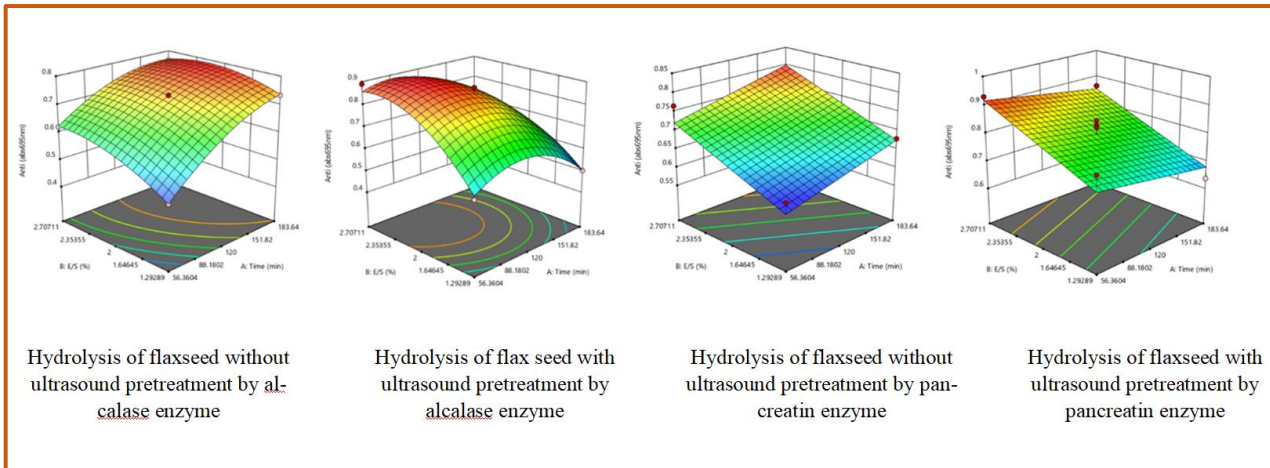 0.8
0.7
0.6
0.5
0.4
Anti (abs695nm)
2.70711
2.35355
2
1.64645
1.29289
B: E/S (%)
183.64
151.82
120
88.1802
56.3604
A: Time (min)
0.9
0.8
0.7
0.6
0.5
0.4
Anti (abs695nm)
2.70711
2.35355
2
1.64645
1.29289
B: E/S (%)
183.64
151.82
120
88.1802
56.3604
A: Time (min)
0.85
0.8
0.75
0.7
0.65
0.6
0.55
Anti (abs695nm)
2.70711
2.35355
2
1.64645
1.29289
B: E/S (%)
183.64
151.82
120
88.1802
56.3604
A: Time (min)
1
0.9
0.8
0.7
0.6
Anti (abs695nm)
2.70711
2.35355
2
1.64645
1.29289
B: E/S (%)
183.64
151.82
120
88.1802
56.3604
A: Time (min)
Hydrolysis of flaxseed without
ultrasound pretreatment by al-
calase enzyme
Hydrolysis of flax seed with
ultrasound pretreatment by
alcalase enzyme
Hydrolysis of flaxseed without
ultrasound pretreatment by pan-
creatin enzyme
Hydrolysis of flaxseed with
ultrasound pretreatment by
pancreatin enzyme